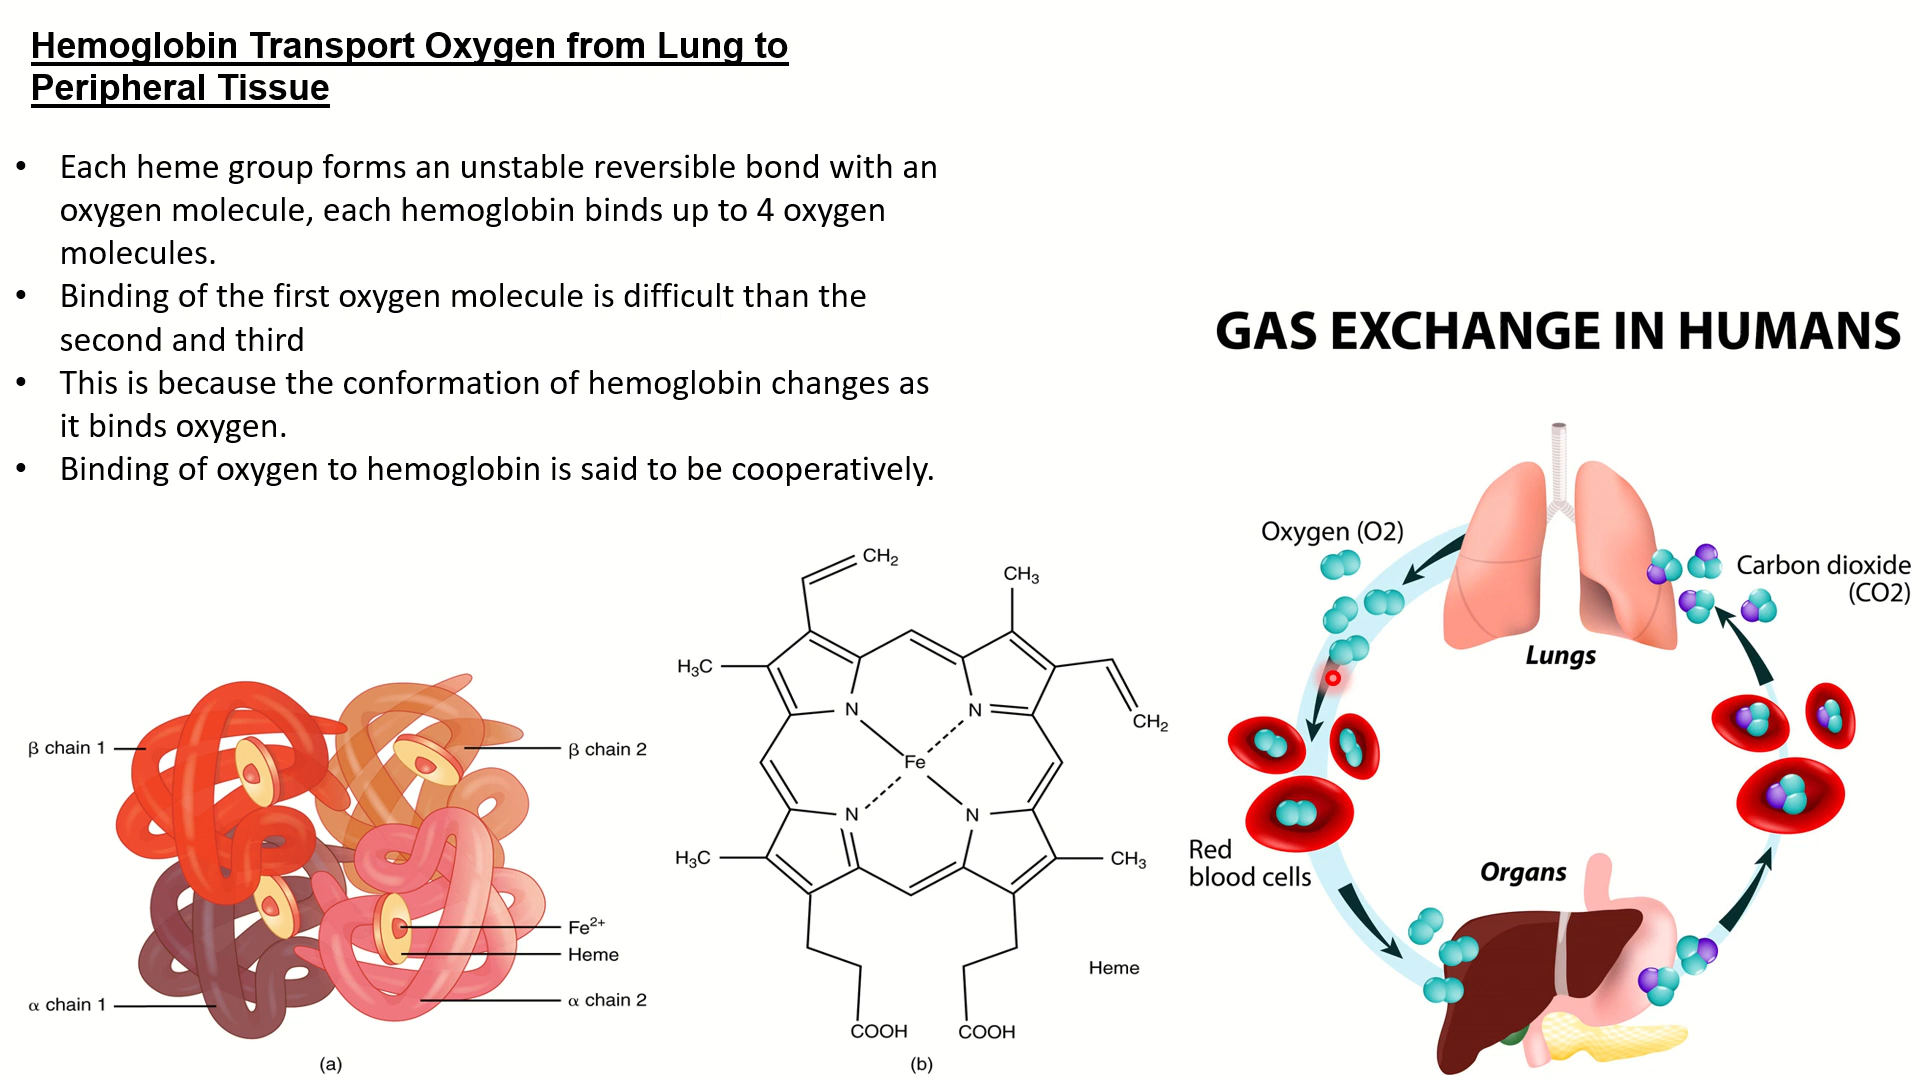 Hemoglobin Transport Oxygen from Lung to
Peripheral Tissue
• Each heme group forms an unstable reversible bond with an
oxygen molecule, each hemoglobin binds up to 4 oxygen
molecules.
• Binding of the first oxygen molecule is difficult than the
second and third
• This is because the conformation of hemoglobin changes as
it binds oxygen.
• Binding of oxygen to hemoglobin is said to be cooperatively.
β chain 1
β chain 2
Fe²⁺
Heme
α chain 1
α chain 2
(a)
CH₂
CH₃
H₃C
CH₂
N
N
Fe
N
N
H₃C
CH₃
Heme
COOH
COOH
(b)
GAS EXCHANGE IN HUMANS
Oxygen (O2)
Carbon dioxide
(CO2)
Lungs
Red
blood cells
Organs